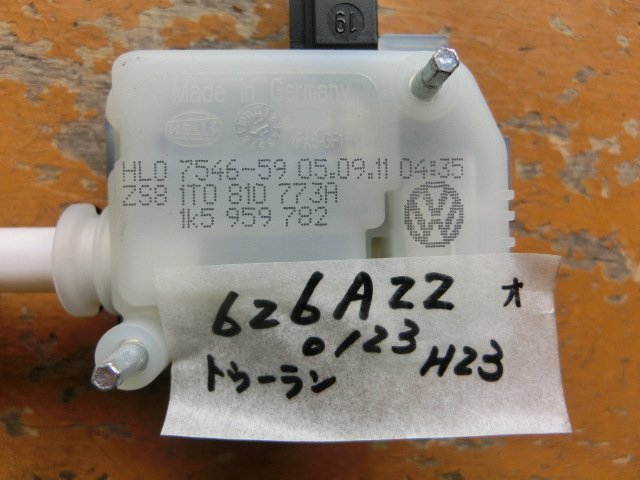 19
Made in Germany
HELLA
HL0 7546-59 05.09.11 04:35
ZS8 1T0 810 773A
1k5 959 782
626A22 オ
0123 H23
トゥーラン